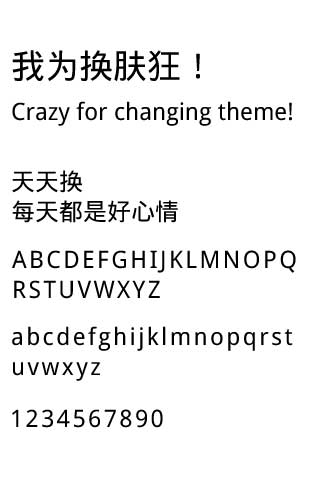 我为换肤狂！
Crazy for changing theme!
天天换
每天都是好心情
ABCDEFGHIJKLMNOPQ
RSTUVWXYZ
abcdefghijklmnopqrst
uvwxyz
1234567890